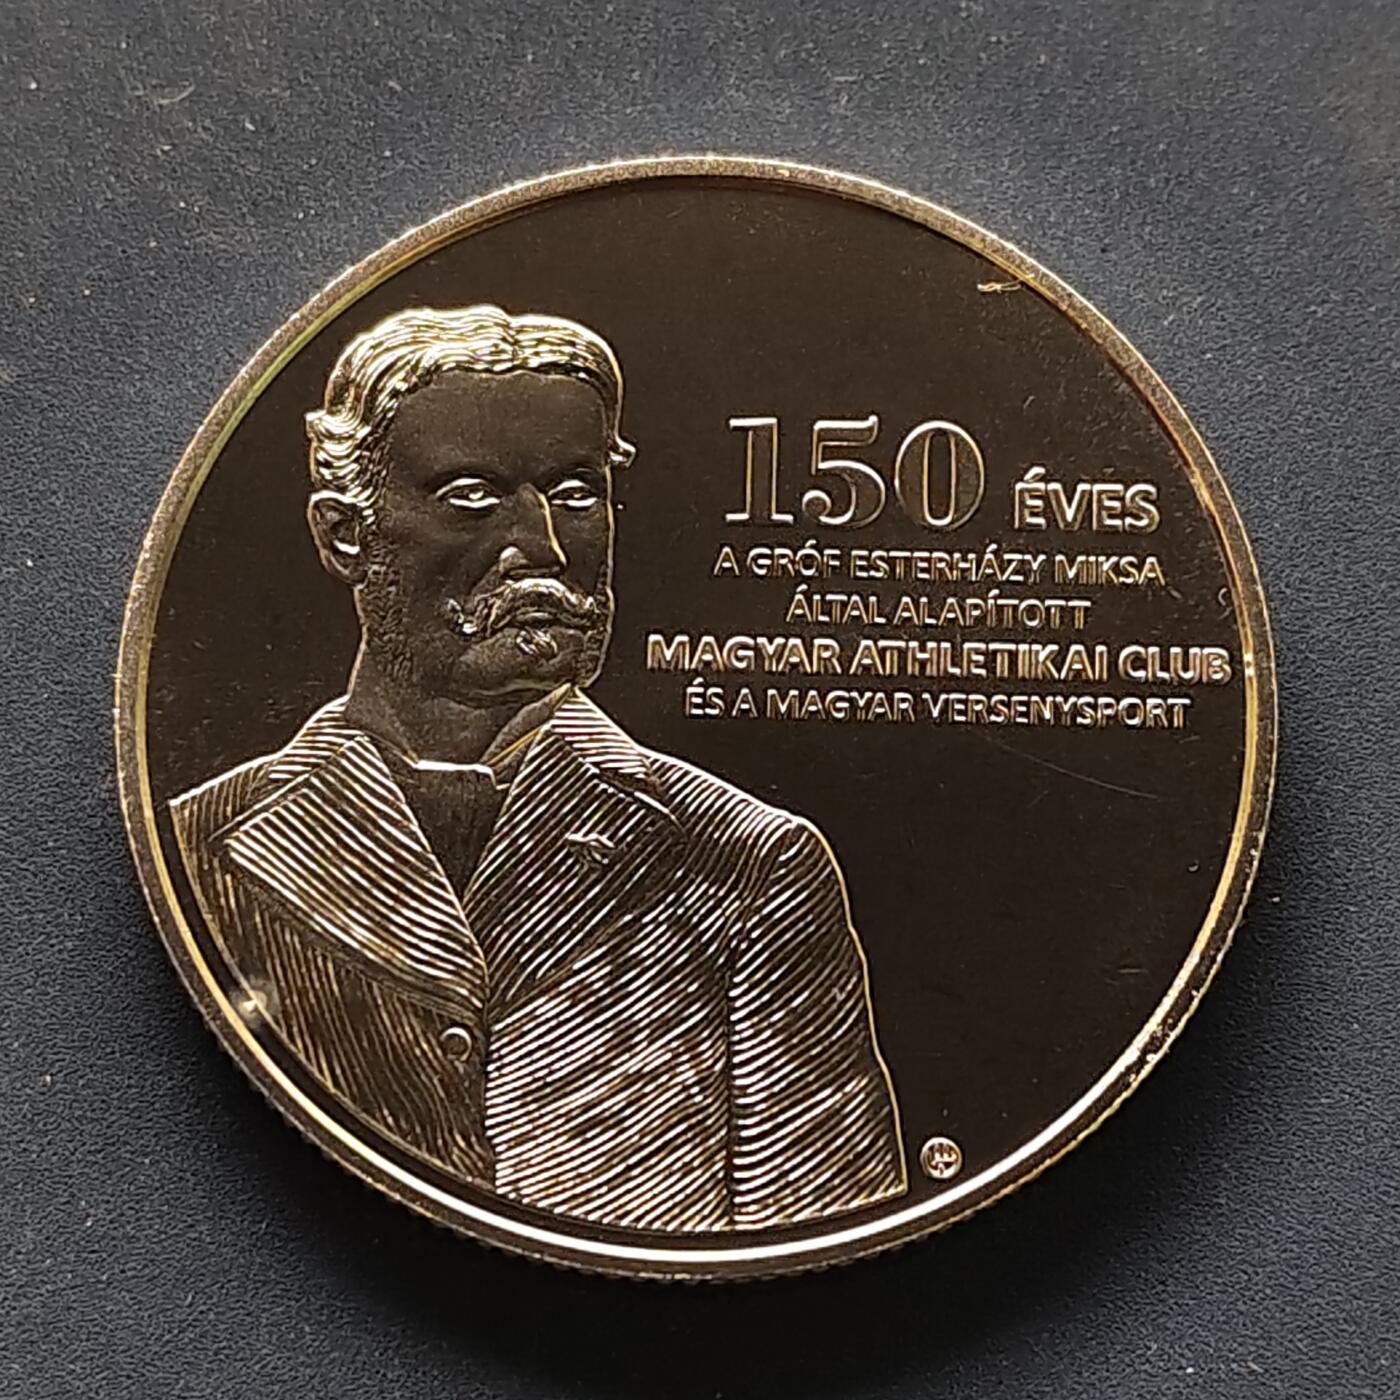 150 ÉVES
A GRÓF ESTERHÁZY MIKSA
ÁLTAL ALAPÍTOTT
MAGYAR ATHLETIKAI CLUB
ÉS A MAGYAR VERSENYSPORT